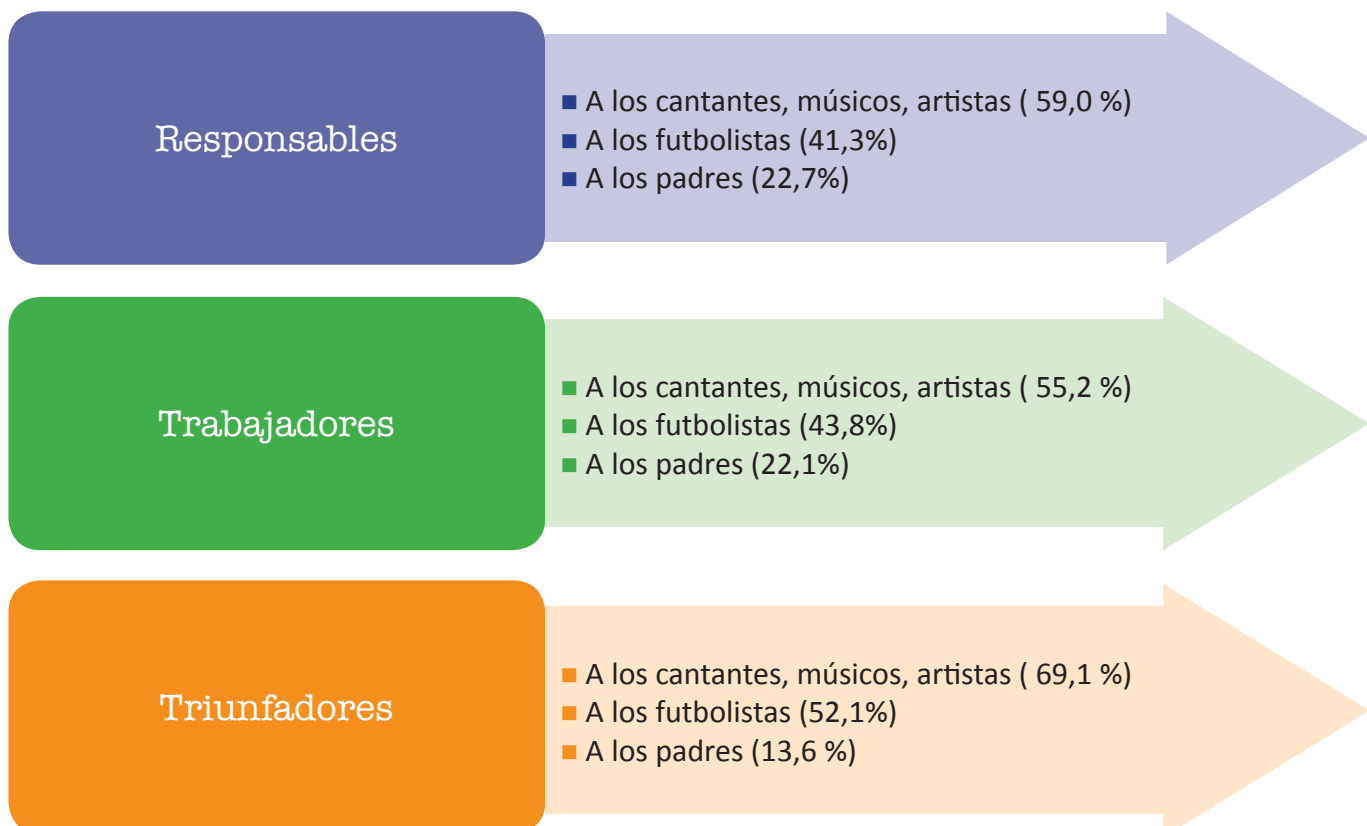 Responsables
■ A los cantantes, músicos, artistas ( 59,0 %)
■ A los futbolistas (41,3%)
■ A los padres (22,7%)
Trabajadores
■ A los cantantes, músicos, artistas ( 55,2 %)
■ A los futbolistas (43,8%)
■ A los padres (22,1%)
Triunfadores
■ A los cantantes, músicos, artistas ( 69,1 %)
■ A los futbolistas (52,1%)
■ A los padres (13,6 %)